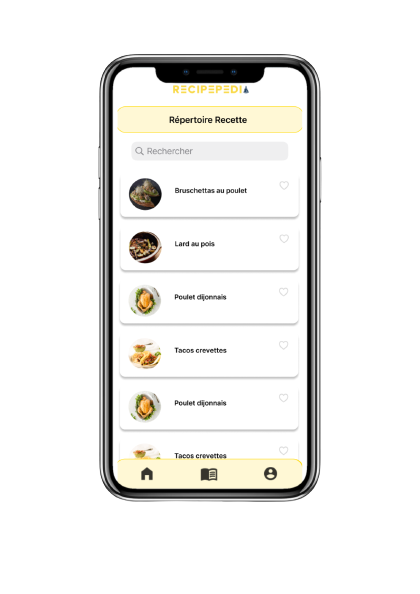 RECIPEPEDIA
Répertoire Recette
Rechercher
Bruschettas au poulet
Lard au pois
Poulet dijonnais
Tacos crevettes
Poulet dijonnais
Tacos crevettes